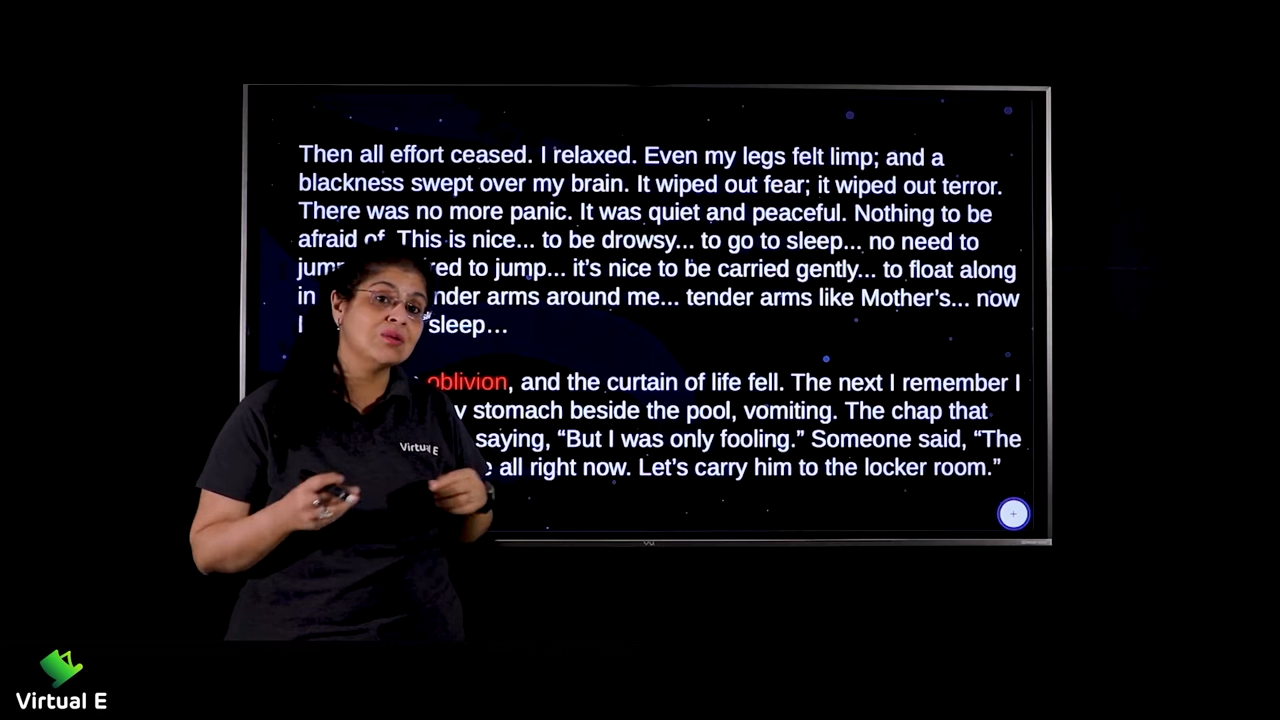 Then all effort ceased. I relaxed. Even my legs felt limp; and a
blackness swept over my brain. It wiped out fear; it wiped out terror.
There was no more panic. It was quiet and peaceful. Nothing to be
afraid of. This is nice... to be drowsy... to go to sleep... no need to
to jump... it’s nice to be carried gently... to float along
in arms around me... tender arms like Mother’s... now
I sleep…
oblivion, and the curtain of life fell. The next I remember I
stomach beside the pool, vomiting. The chap that
saying, “But I was only fooling.” Someone said, “The
all right now. Let’s carry him to the locker room.”
Virtual E
Virtual E